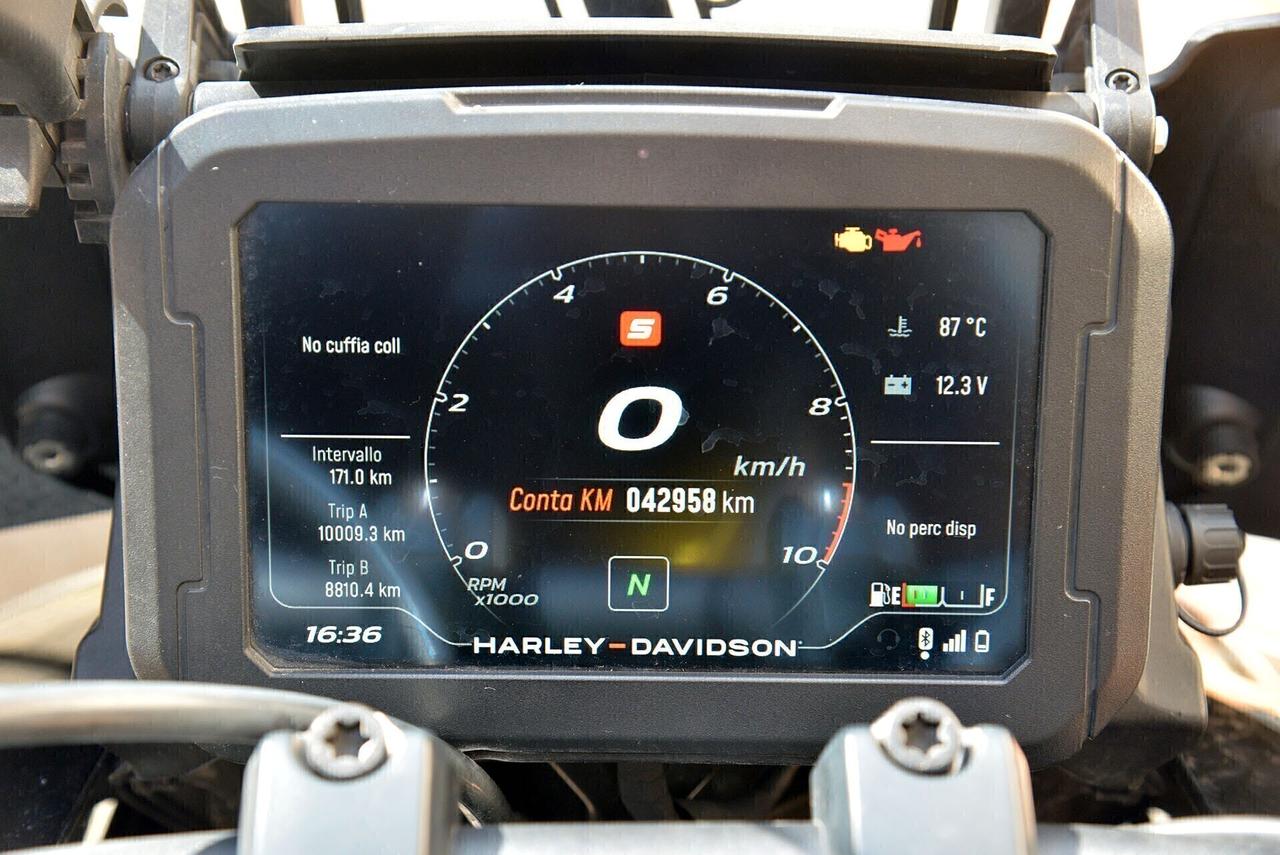 No cuffia coll
Intervallo
171.0 km
Trip A
10009.3 km
Trip B
8810.4 km
16:36
0
2
4
6
8
10
RPM
x1000
S
0
km/h
Conta KM 042958 km
N
HARLEY-DAVIDSON
87 °C
12.3 V
No perc disp
E F